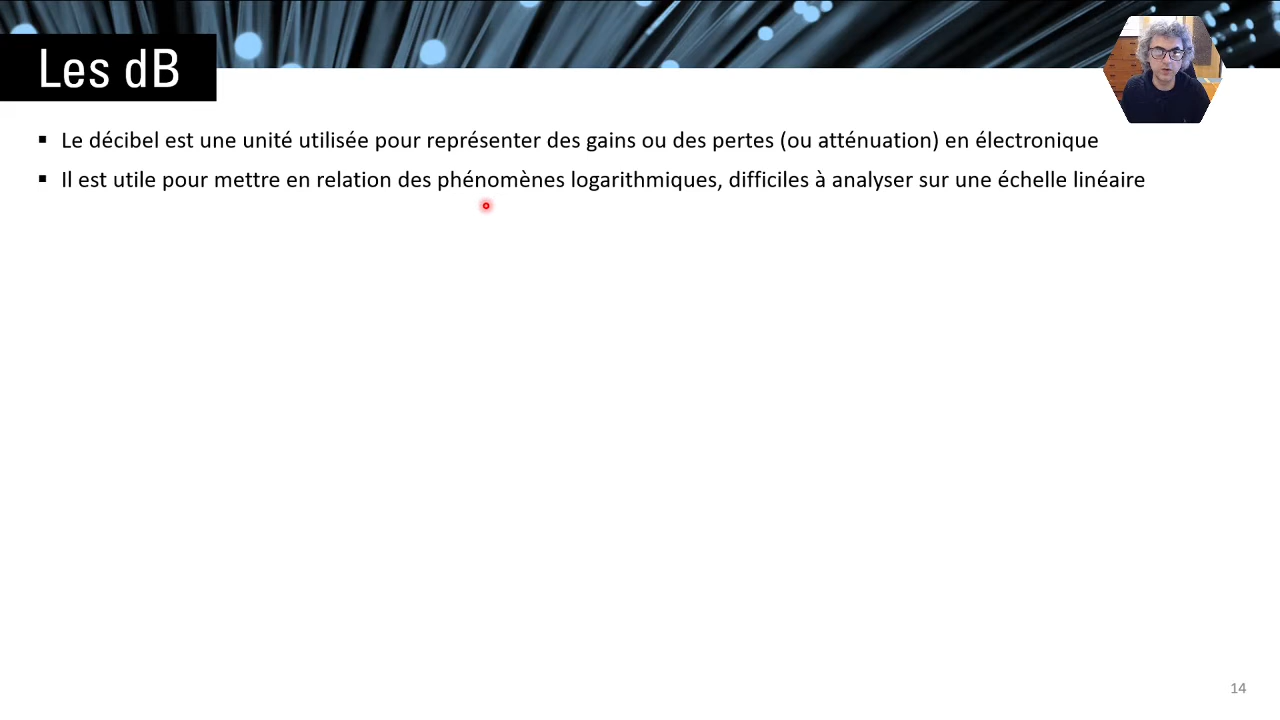 Les dB
▪ Le décibel est une unité utilisée pour représenter des gains ou des pertes (ou atténuation) en électronique
▪ Il est utile pour mettre en relation des phénomènes logarithmiques, difficiles à analyser sur une échelle linéaire
14